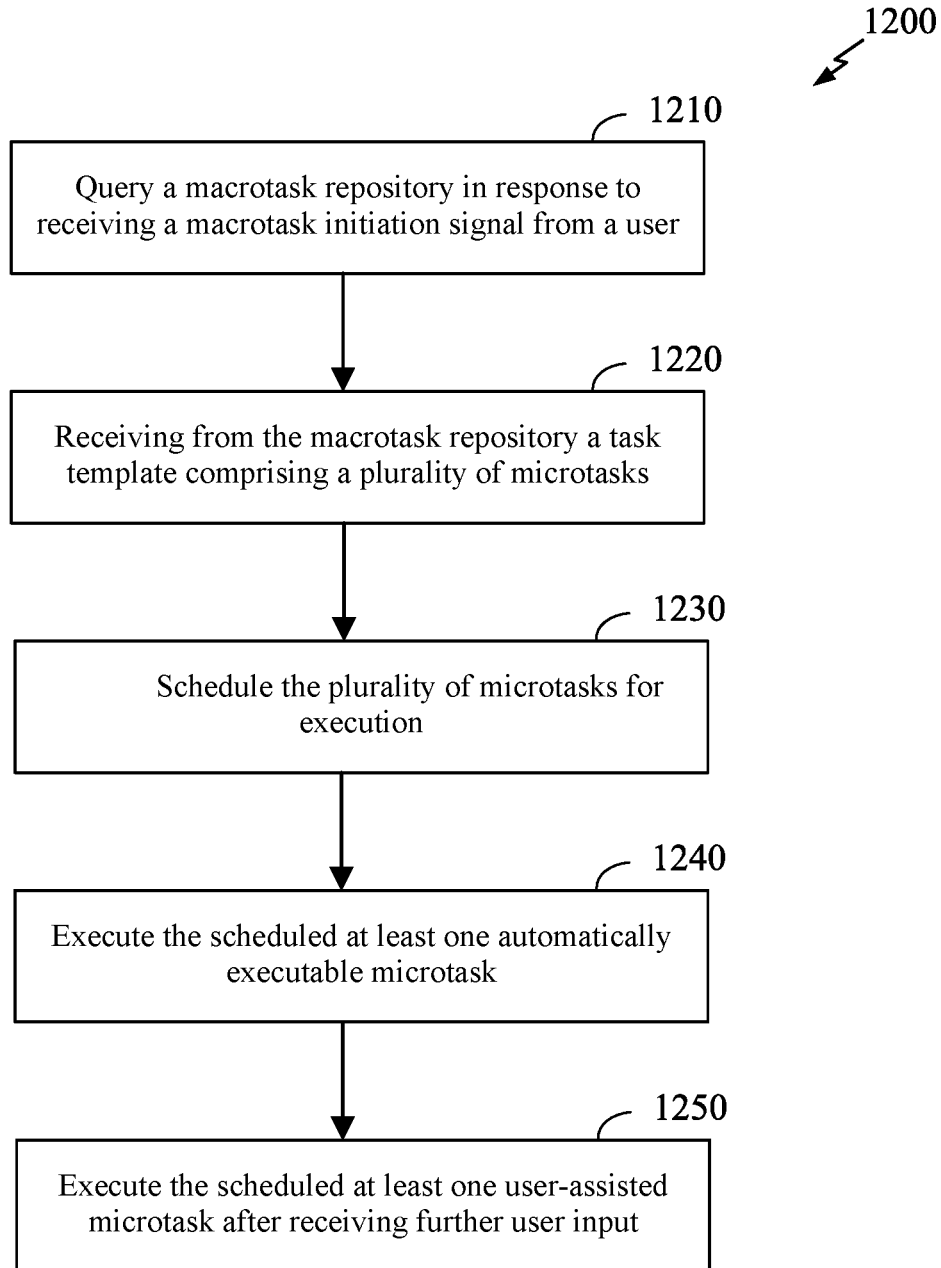 1200
1210
Query a macrotask repository in response to
receiving a macrotask initiation signal from a user
1220
Receiving from the macrotask repository a task
template comprising a plurality of microtasks
1230
Schedule the plurality of microtasks for
execution
1240
Execute the scheduled at least one automatically
executable microtask
1250
Execute the scheduled at least one user-assisted
microtask after receiving further user input